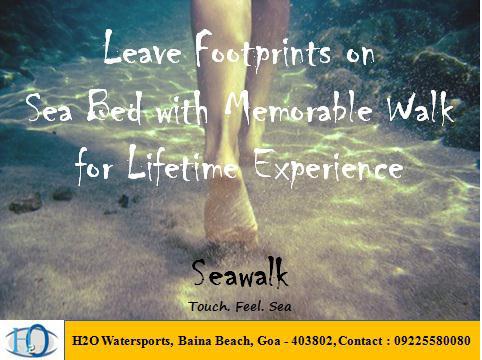 Leave Footprints on
Sea Bed with Memorable Walk
for Lifetime Experience
Seawalk
Touch. Feel. Sea
H2O
H2O Watersports, Baina Beach, Goa - 403802, Contact : 09225580080